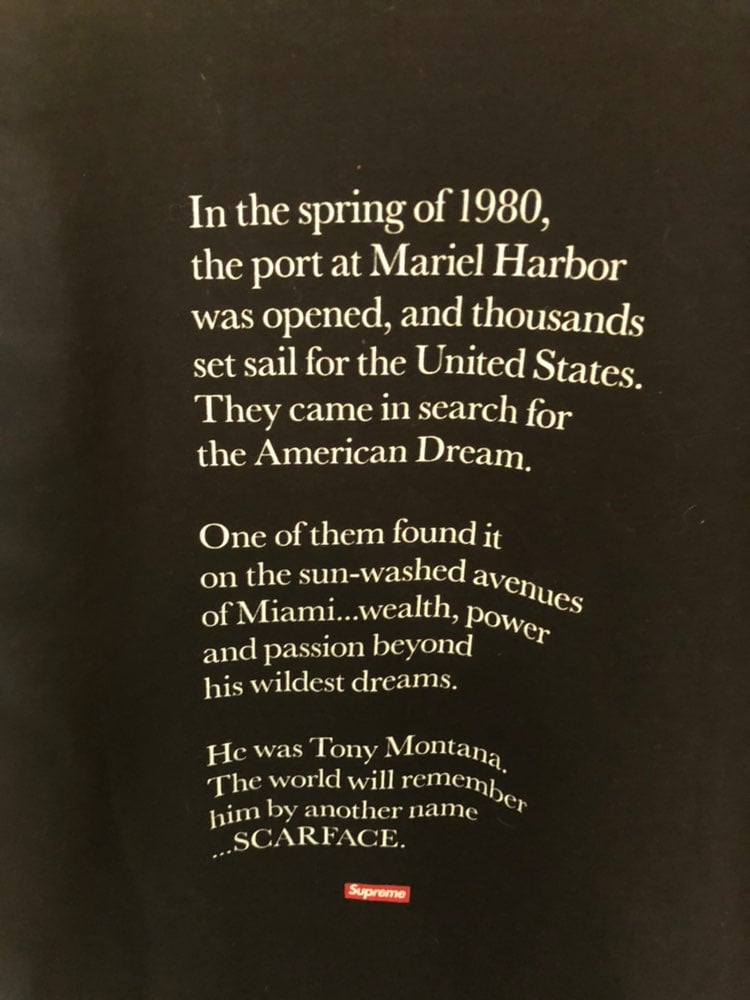 In the spring of 1980,
the port at Mariel Harbor
was opened, and thousands
set sail for the United States.
They came in search for
the American Dream.
One of them found it
on the sun-washed avenues
of Miami...wealth, power
and passion beyond
his wildest dreams.
He was Tony Montana.
The world will remember
him by another name
...SCARFACE.
Supreme